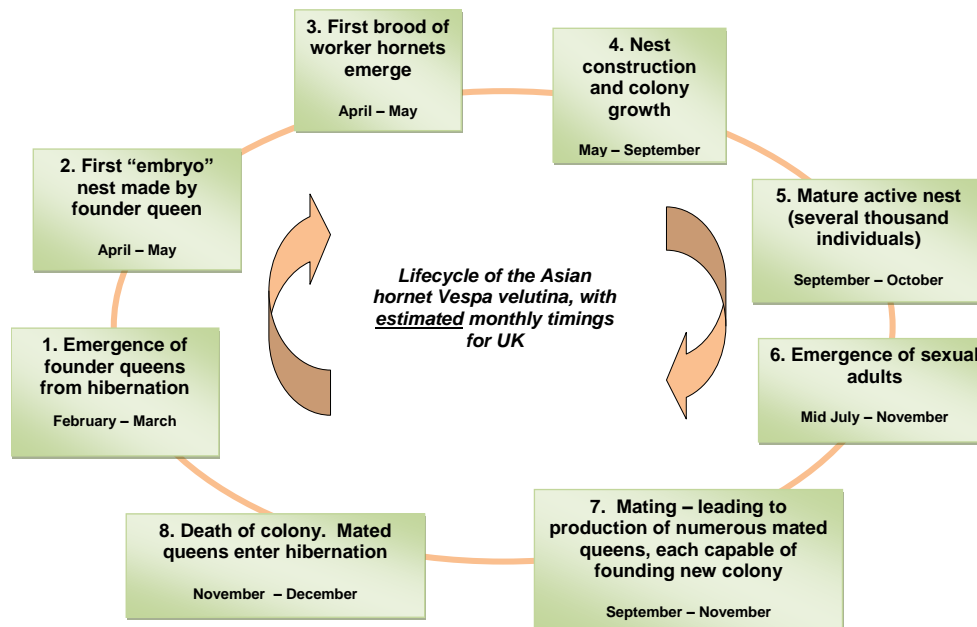 3. First brood of
worker hornets
emerge
April – May
4. Nest
construction
and colony
growth
May – September
2. First “embryo”
nest made by
founder queen
April – May
5. Mature active nest
(several thousand
individuals)
September – October
Lifecycle of the Asian
hornet Vespa velutina, with
estimated monthly timings
for UK
1. Emergence of
founder queens
from hibernation
February – March
6. Emergence of sexual
adults
Mid July – November
8. Death of colony. Mated
queens enter hibernation
November – December
7. Mating – leading to
production of numerous mated
queens, each capable of
founding new colony
September – November